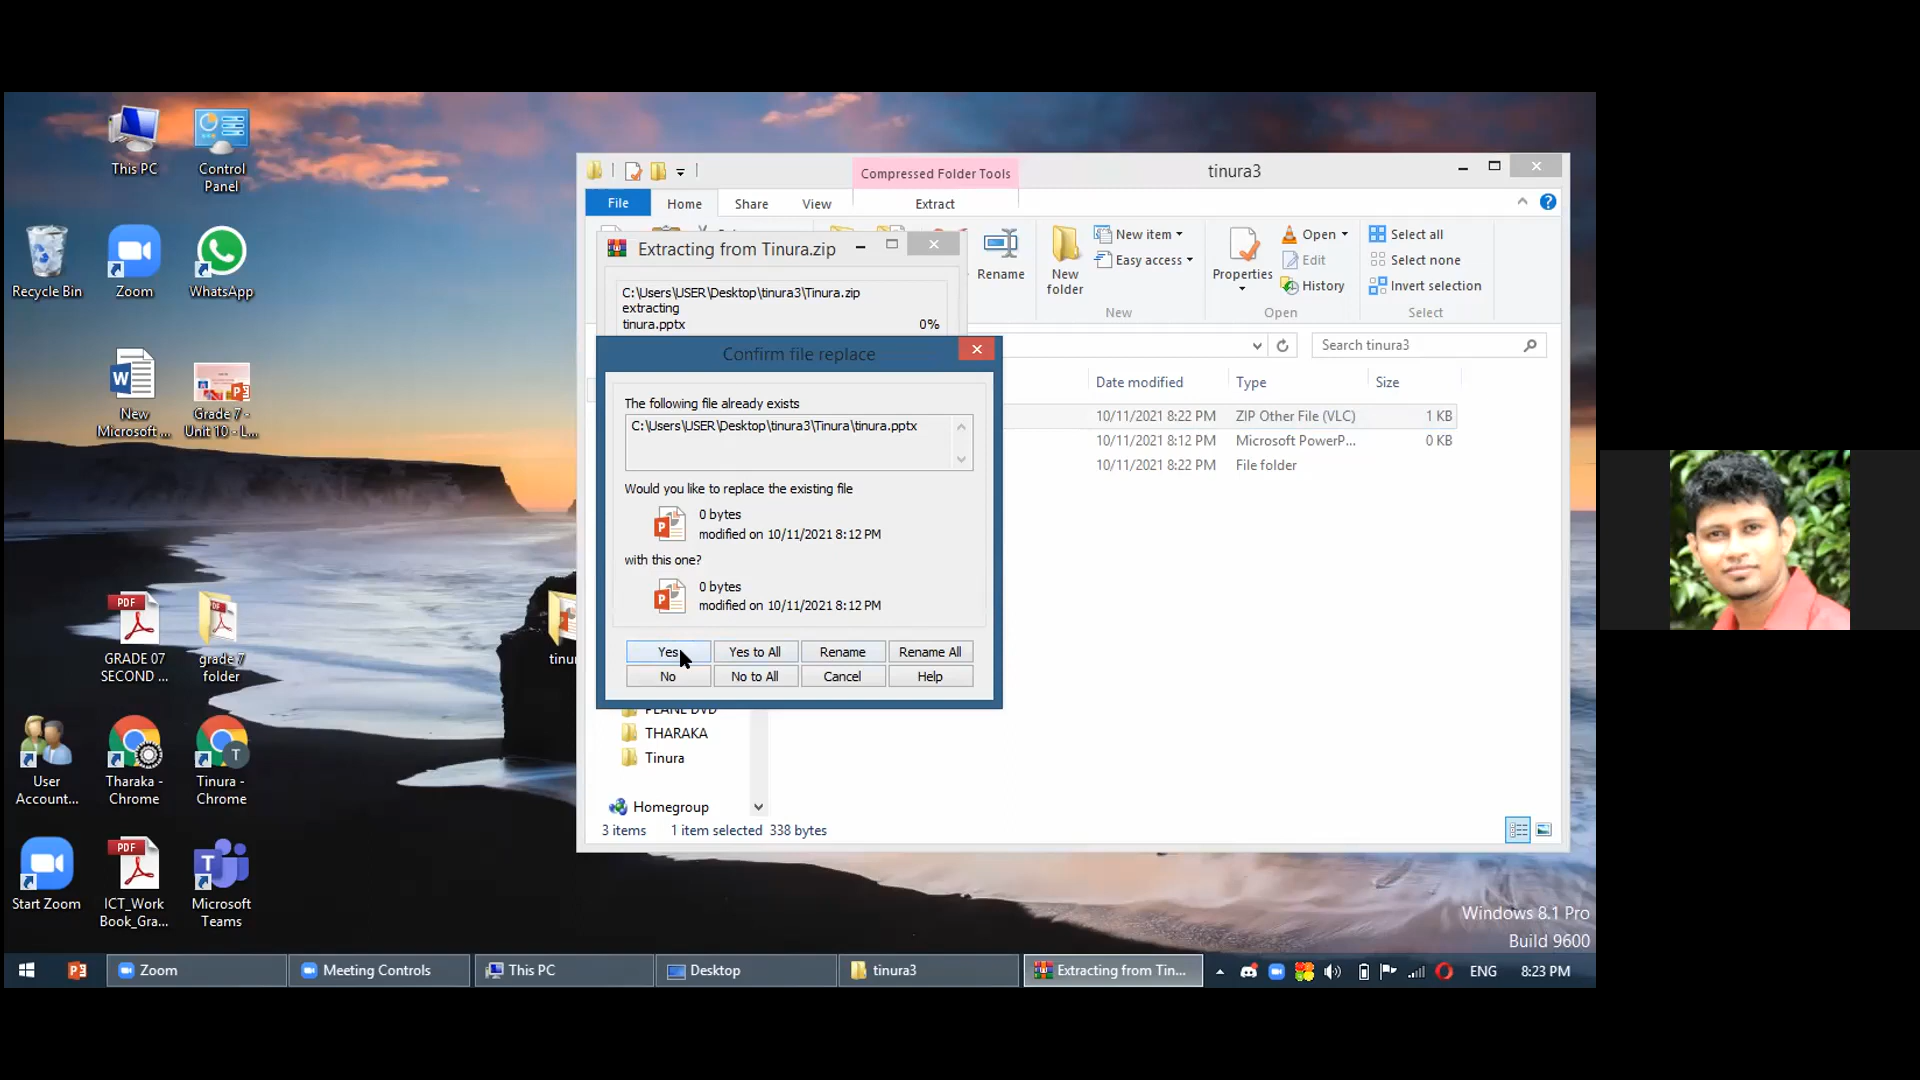 This PC
Control
Panel
Recycle Bin
Zoom
WhatsApp
New
Microsoft ...
Grade 7 -
Unit 10 - L...
GRADE 07
SECOND ...
grade 7
folder
User
Account...
Tharaka -
Chrome
Tinura -
Chrome
Start Zoom
ICT_Work
Book_Gra...
Microsoft
Teams
PDF
PDF
Compressed Folder Tools
tinura3
File
Home
Share
View
Extract
Rename
New
folder
New item
Easy access
New
Properties
Open
Edit
History
Open
Select all
Select none
Invert selection
Select
Search tinura3
Date modified
Type
Size
10/11/2021 8:22 PM
ZIP Other File (VLC)
1 KB
10/11/2021 8:12 PM
Microsoft PowerP...
0 KB
10/11/2021 8:22 PM
File folder
Extracting from Tinura.zip
C:\Users\USER\Desktop\tinura3\Tinura.zip
extracting
tinura.pptx
0%
Confirm file replace
The following file already exists
C:\Users\USER\Desktop\tinura3\Tinura\tinura.pptx
Would you like to replace the existing file
0 bytes
modified on 10/11/2021 8:12 PM
with this one?
0 bytes
modified on 10/11/2021 8:12 PM
Yes
Yes to All
Rename
Rename All
No
No to All
Cancel
Help
THARAKA
Tinura
Homegroup
3 items
1 item selected
338 bytes
Windows 8.1 Pro
Build 9600
Zoom
Meeting Controls
This PC
Desktop
tinura3
Extracting from Tin...
ENG
8:23 PM